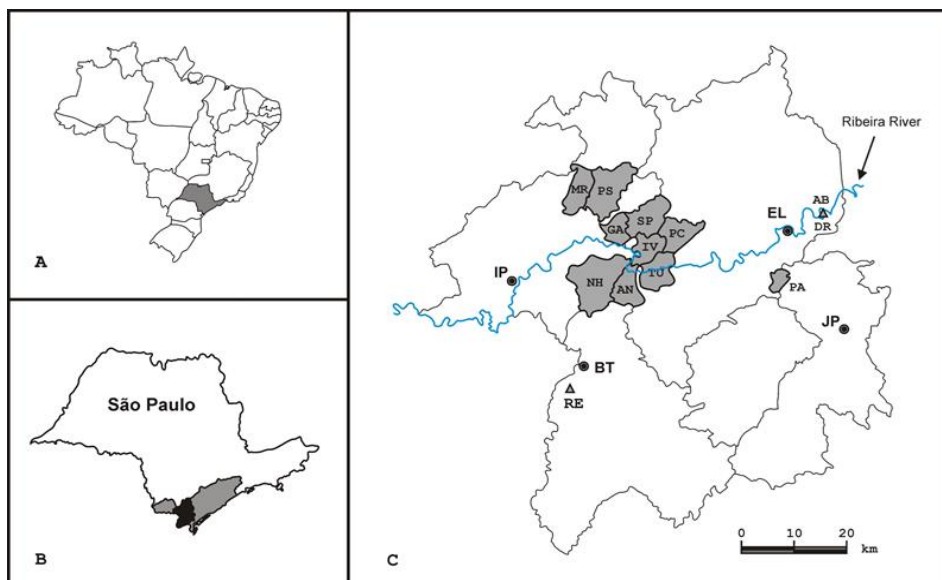 A
São Paulo
B
Ribeira River
MR PS
AB
SP
EL
GA
PC
DR
IV
IP
TU
NH
AN
PA
JP
BT
RE
0 10 20
km
C